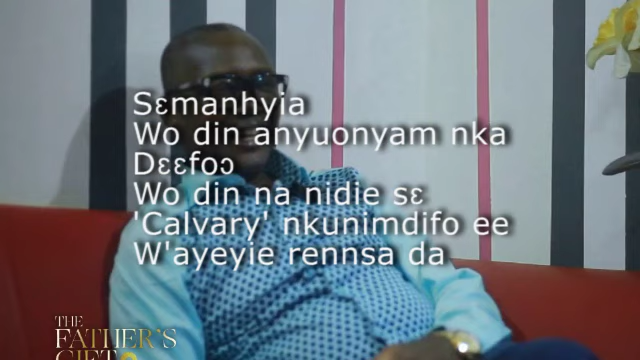 Sɛmanhyia
Wo din anyuonyam nka
Dɛɛfoɔ
Wo din na nidie sɛ
'Calvary' nkunimdifo ee
W'ayeyie rennsa da
THE
FATHER'S
GIFT